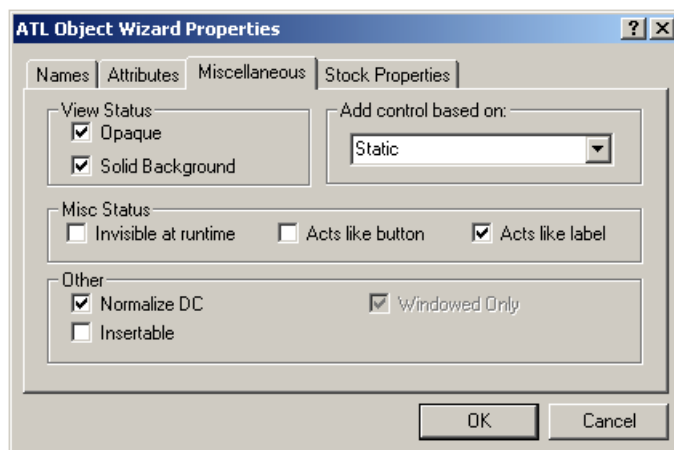 ATL Object Wizard Properties
Names Attributes Miscellaneous Stock Properties
View Status
Opaque
Solid Background
Add control based on:
Static
Misc Status
Invisible at runtime Acts like button Acts like label
Other
Normalize DC Windowed Only
Insertable
OK Cancel